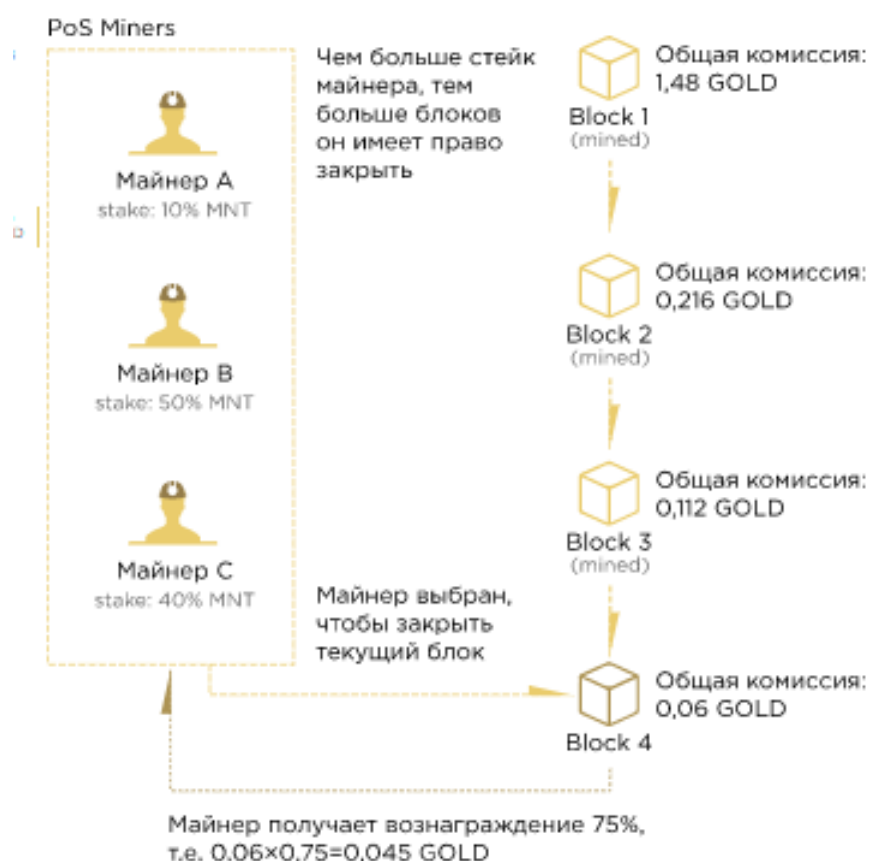 PoS Miners
Майнер A
stake: 10% MNT
Майнер B
stake: 50% MNT
Майнер C
stake: 40% MNT
Чем больше стейк
майнера, тем
больше блоков
он имеет право
закрыть
Block 1
(mined)
Общая комиссия:
1,48 GOLD
Block 2
(mined)
Общая комиссия:
0,216 GOLD
Block 3
(mined)
Общая комиссия:
0,112 GOLD
Майнер выбран,
чтобы закрыть
текущий блок
Block 4
Общая комиссия:
0,06 GOLD
Майнер получает вознаграждение 75%,
т.е. 0,06×0,75=0,045 GOLD